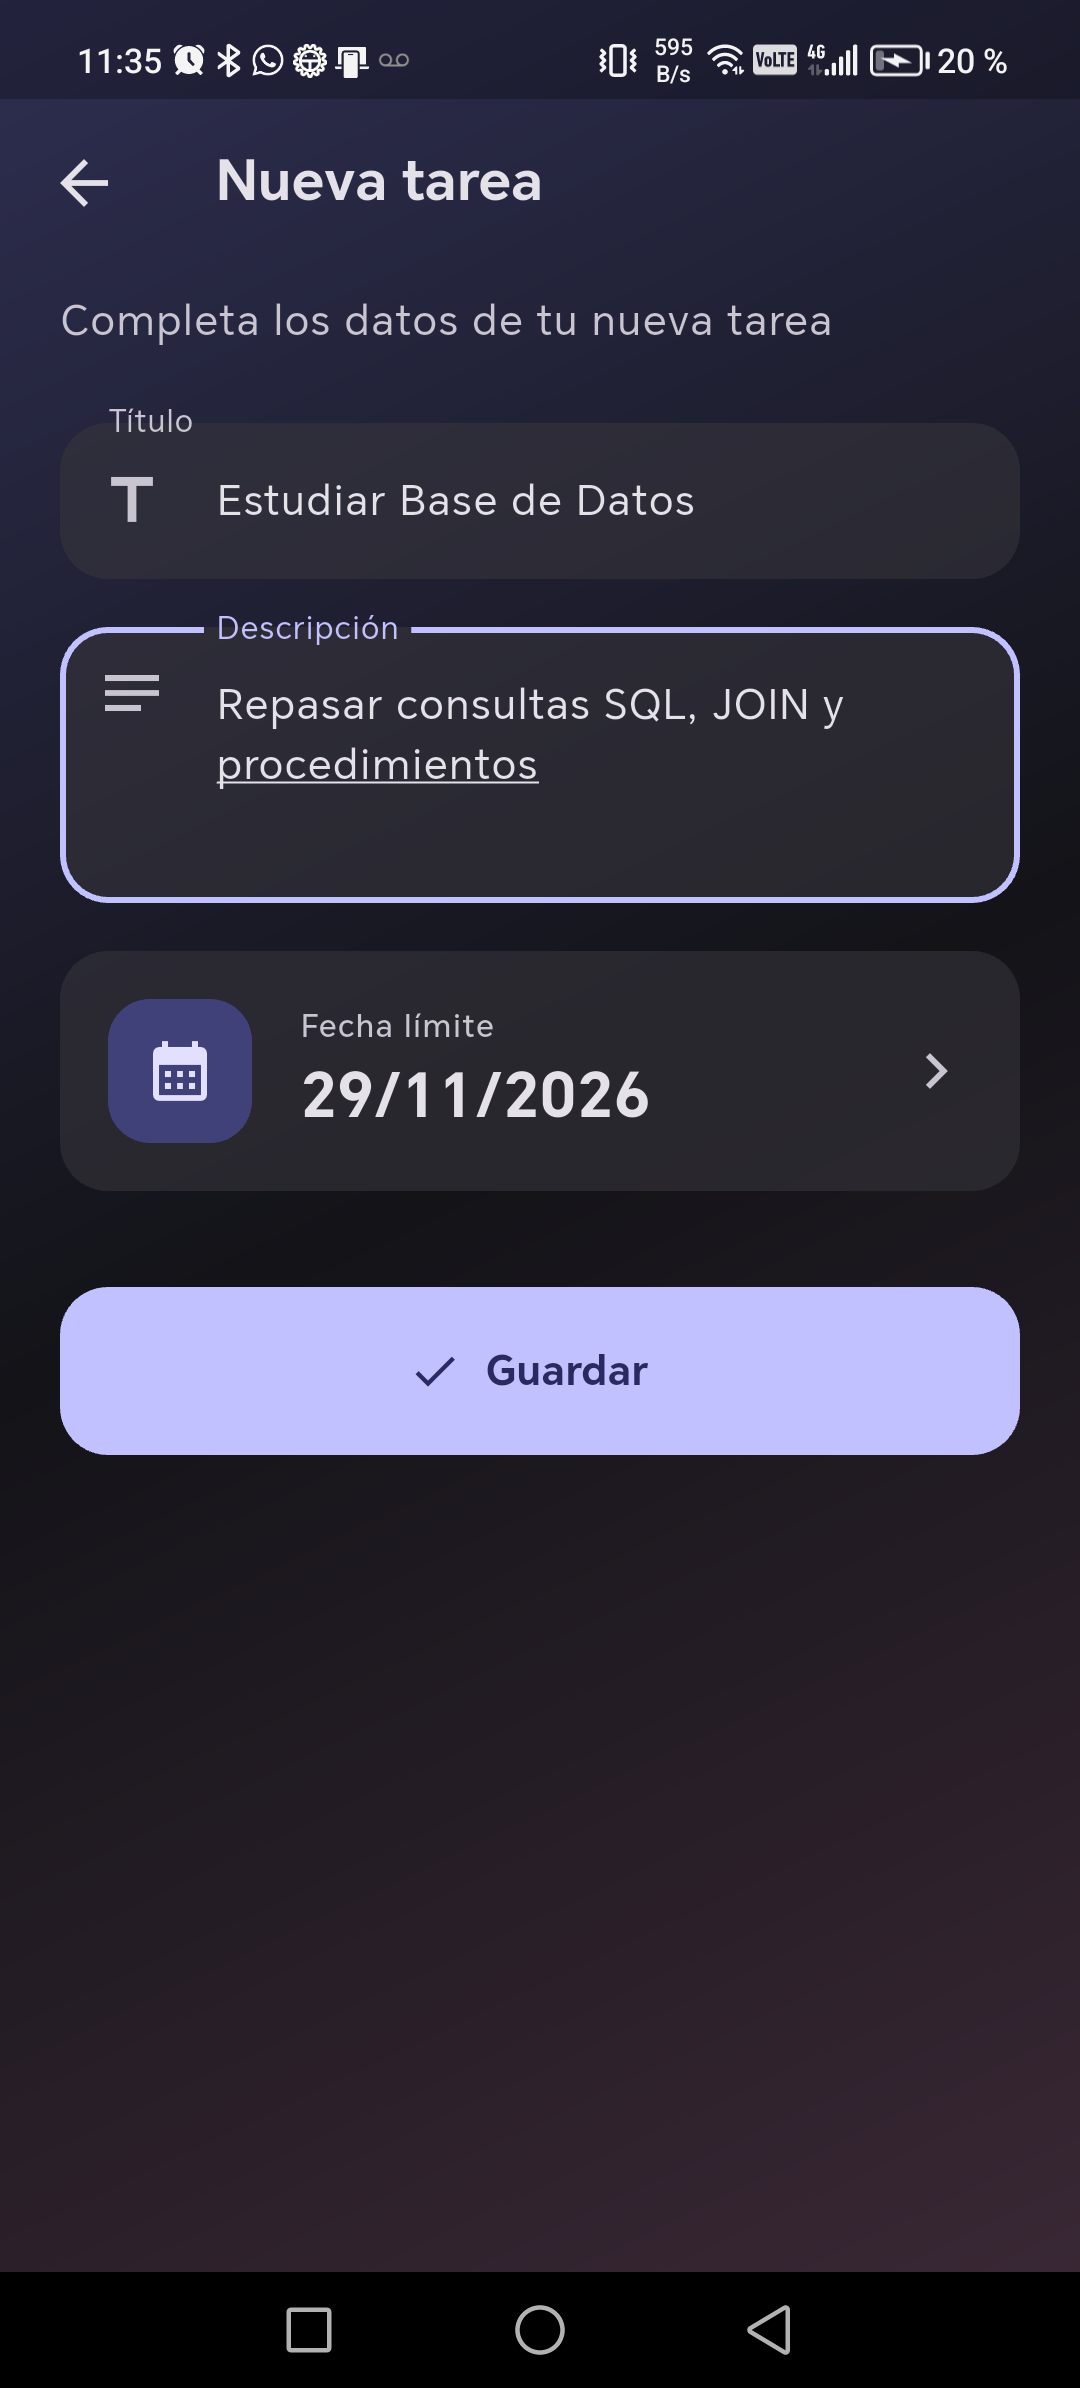 11:35 595 B/s VoLTE 4G 20 %
Nueva tarea
Completa los datos de tu nueva tarea
Título
Estudiar Base de Datos
Descripción
Repasar consultas SQL, JOIN y
procedimientos
Fecha límite
29/11/2026
Guardar